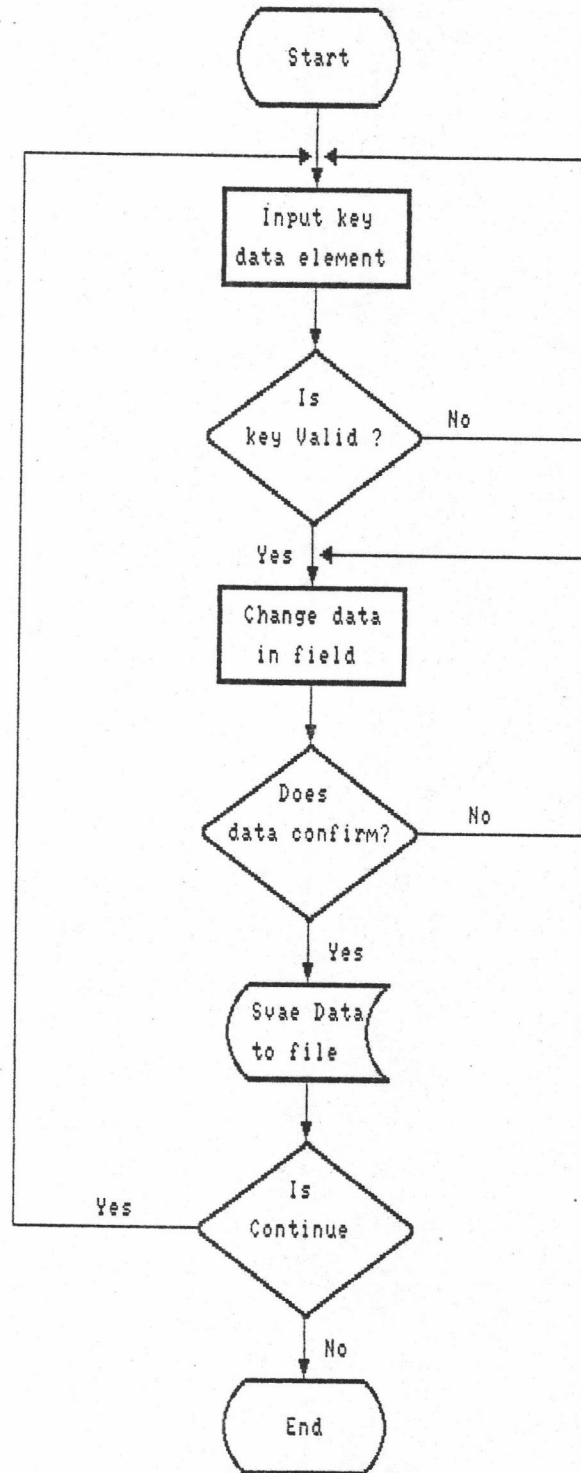 Start
Input key
data element
Is
key Valid ?
No
Yes
Change data
in field
Does
data confirm?
No
Yes
Svae Data
to file
Is
Continue
Yes
No
End